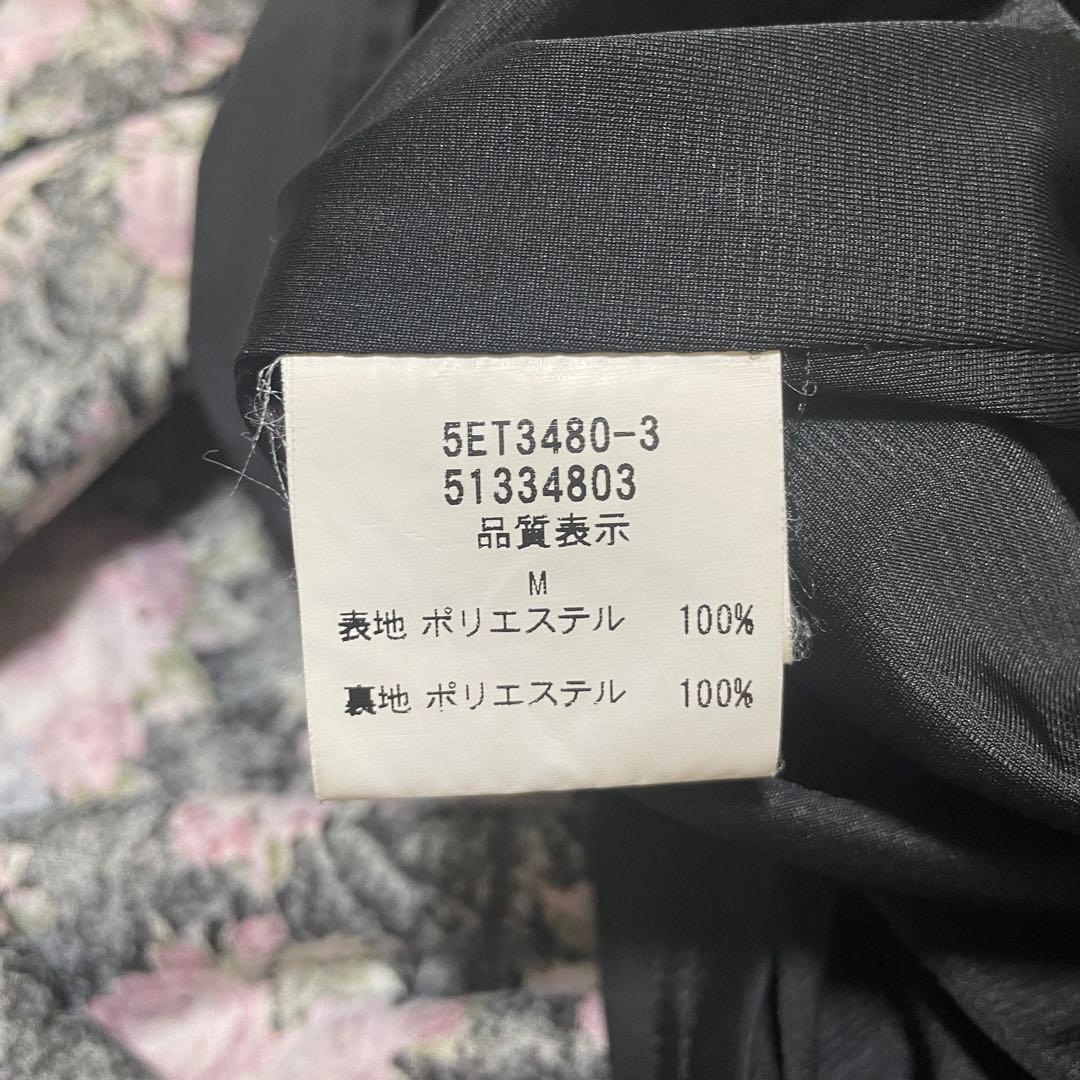 5ET3480-3
51334803
品質表示
M
表地 ポリエステル 100%
裏地 ポリエステル 100%